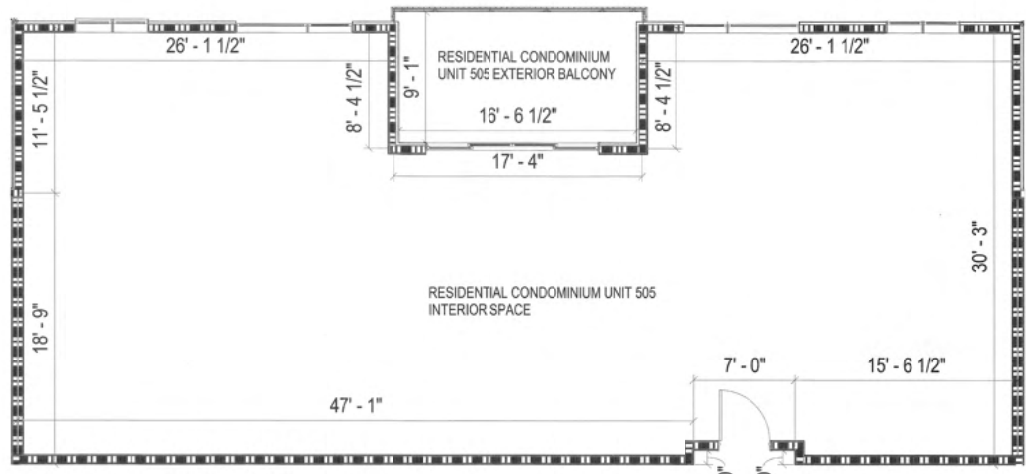 26' - 1 1/2"
RESIDENTIAL CONDOMINIUM
UNIT 505 EXTERIOR BALCONY
26' - 1 1/2"
11' - 5 1/2"
8' - 4 1/2"
9' - 1"
8' - 4 1/2"
16' - 6 1/2"
17' - 4"
RESIDENTIAL CONDOMINIUM UNIT 505
INTERIOR SPACE
30' - 3"
18' - 9"
7' - 0"
15' - 6 1/2"
47' - 1"